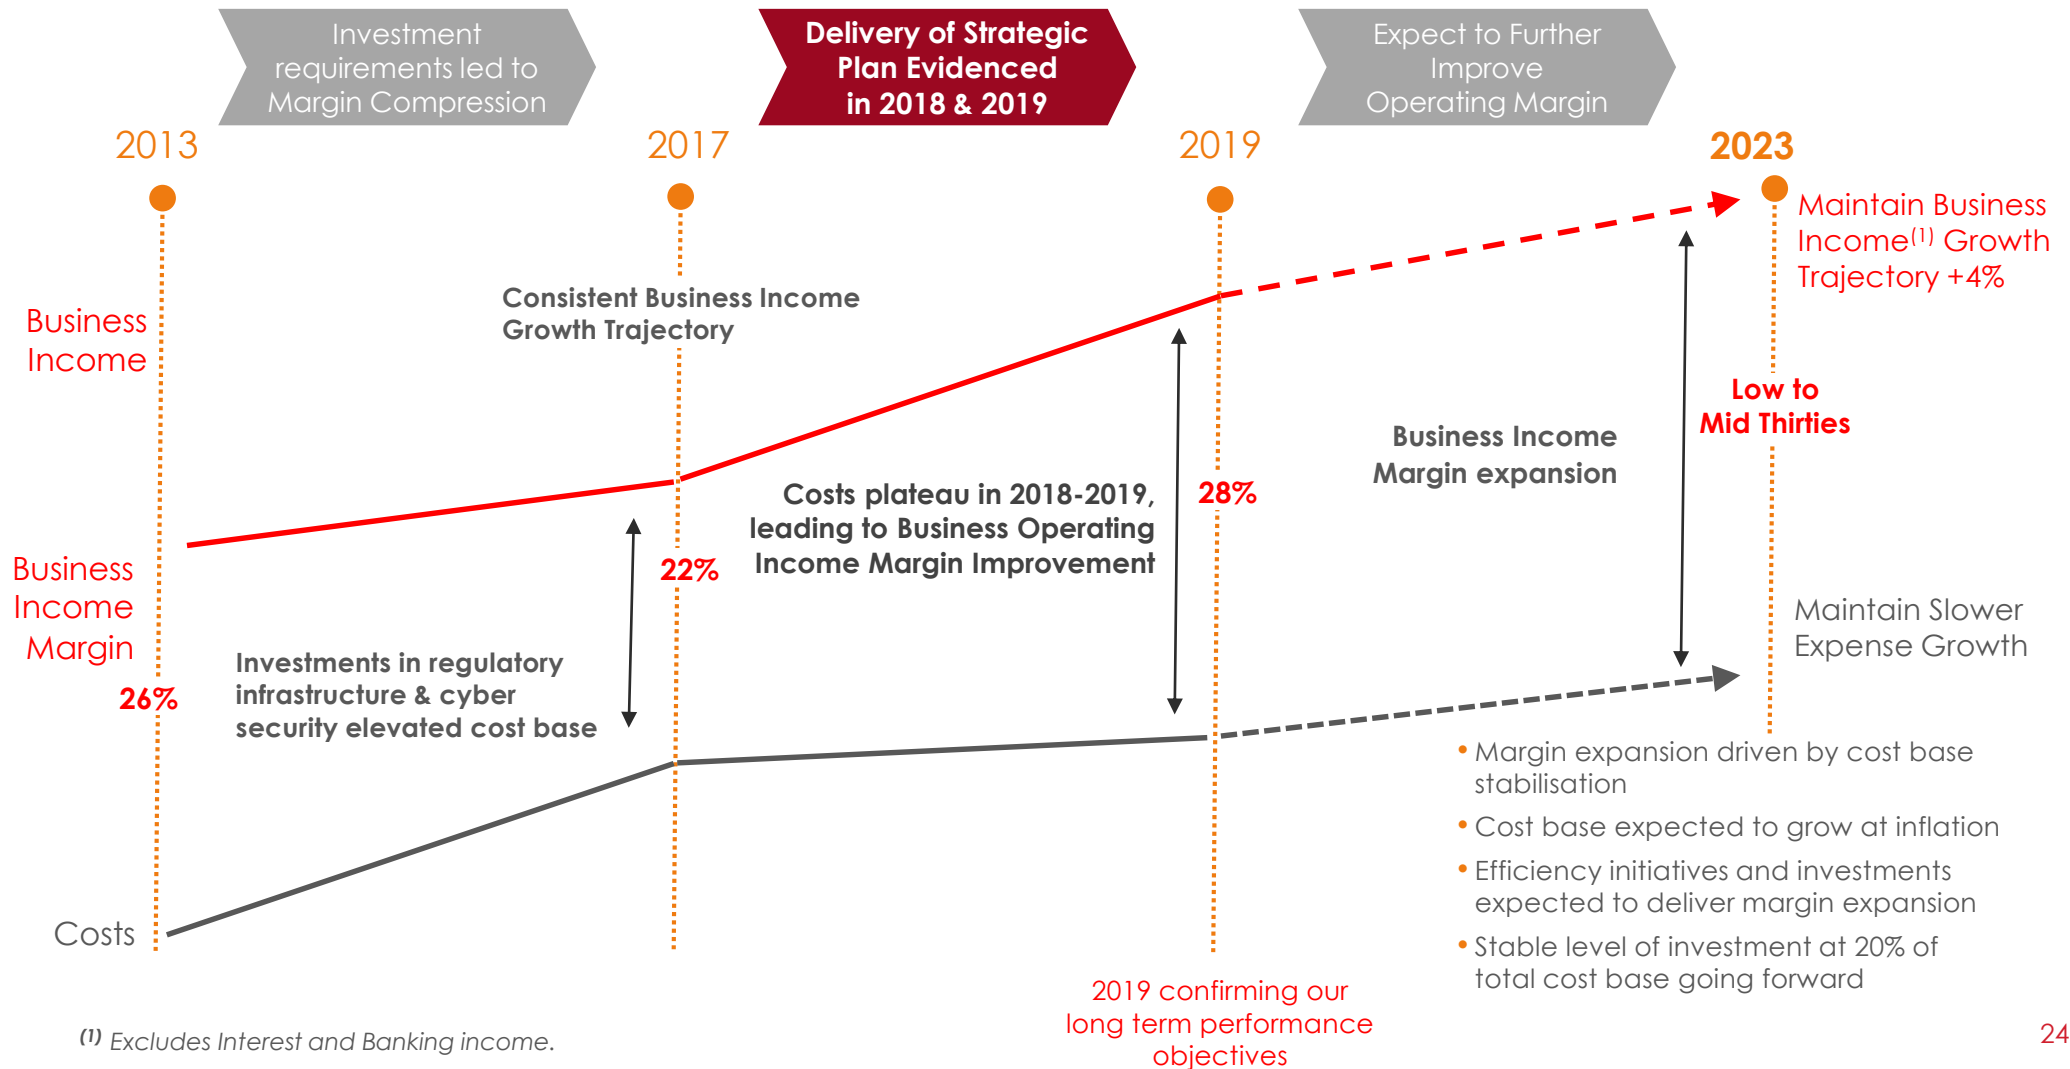 Investment
requirements led to
Margin Compression
Delivery of Strategic
Plan Evidenced
in 2018 & 2019
Expect to Further
Improve
Operating Margin
2013
2017
2019
2023
Maintain Business
Income(1) Growth
Trajectory +4%
Consistent Business Income
Growth Trajectory
Business
Income
Low to
Mid Thirties
Business Income
Margin expansion
Costs plateau in 2018-2019,
leading to Business Operating
Income Margin Improvement
28%
22%
Business
Income
Margin
26%
Investments in regulatory
infrastructure & cyber
security elevated cost base
Maintain Slower
Expense Growth
• Margin expansion driven by cost base
stabilisation
• Cost base expected to grow at inflation
• Efficiency initiatives and investments
expected to deliver margin expansion
• Stable level of investment at 20% of
total cost base going forward
Costs
2019 confirming our
long term performance
objectives
(1) Excludes Interest and Banking income.
24